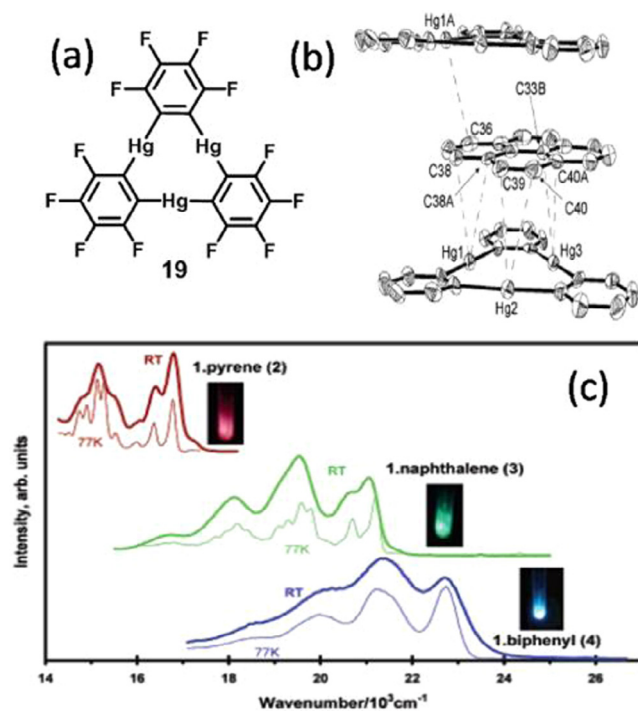 (a)
F
F
F
F
Hg
Hg
F
F
F
F
Hg
F
F
F
F
19
(b)
Hg1A
C33B
C36
C38
C38A
C39
C40A
C40
Hg1
Hg3
Hg2
(c)
RT
1.pyrene (2)
77K
RT
1.naphthalene (3)
77K
RT
1.biphenyl (4)
77K
Intensity, arb. units
14 16 18 20 22 24 26
Wavenumber/10³cm⁻¹